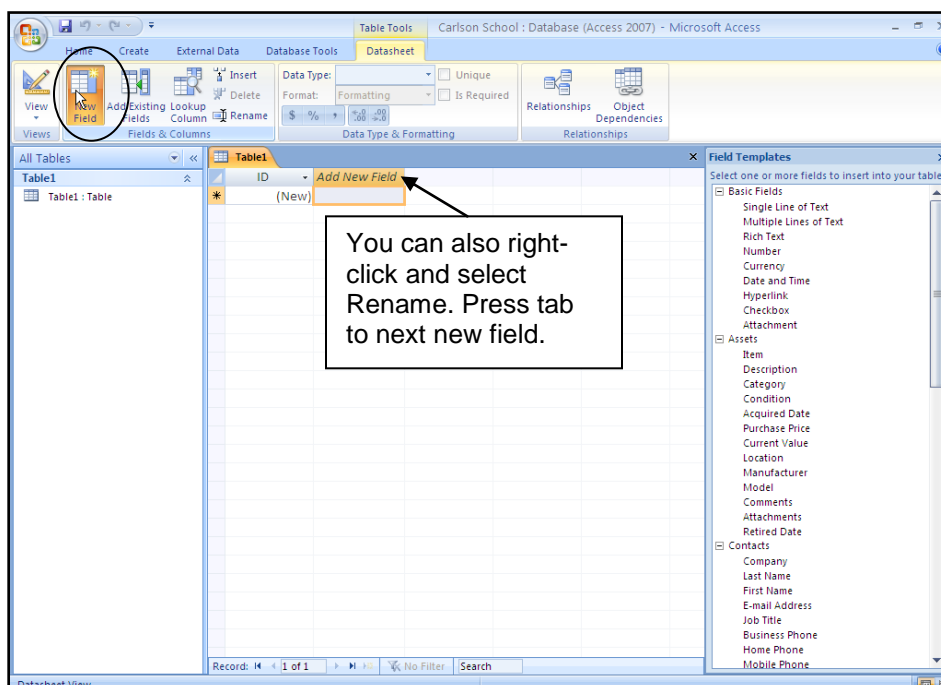 Table Tools Carlson School : Database (Access 2007) - Microsoft Access
Home Create External Data Database Tools Datasheet
View
Views
New
Field
Add Existing
Fields
Lookup
Column
Insert
Delete
Rename
Fields & Columns
Data Type:
Format: Formatting
$ % ,
Unique
Is Required
Data Type & Formatting
Relationships
Object
Dependencies
Relationships
All Tables
Table1
Table1 : Table
Table1
ID Add New Field
(New)
You can also right-
click and select
Rename. Press tab
to next new field.
Record: 1 of 1 No Filter Search
Field Templates
Select one or more fields to insert into your table
Basic Fields
Single Line of Text
Multiple Lines of Text
Rich Text
Number
Currency
Date and Time
Hyperlink
Checkbox
Attachment
Assets
Item
Description
Category
Condition
Acquired Date
Purchase Price
Current Value
Location
Manufacturer
Model
Comments
Attachments
Retired Date
Contacts
Company
Last Name
First Name
E-mail Address
Job Title
Business Phone
Home Phone
Mobile Phone
Datasheet View